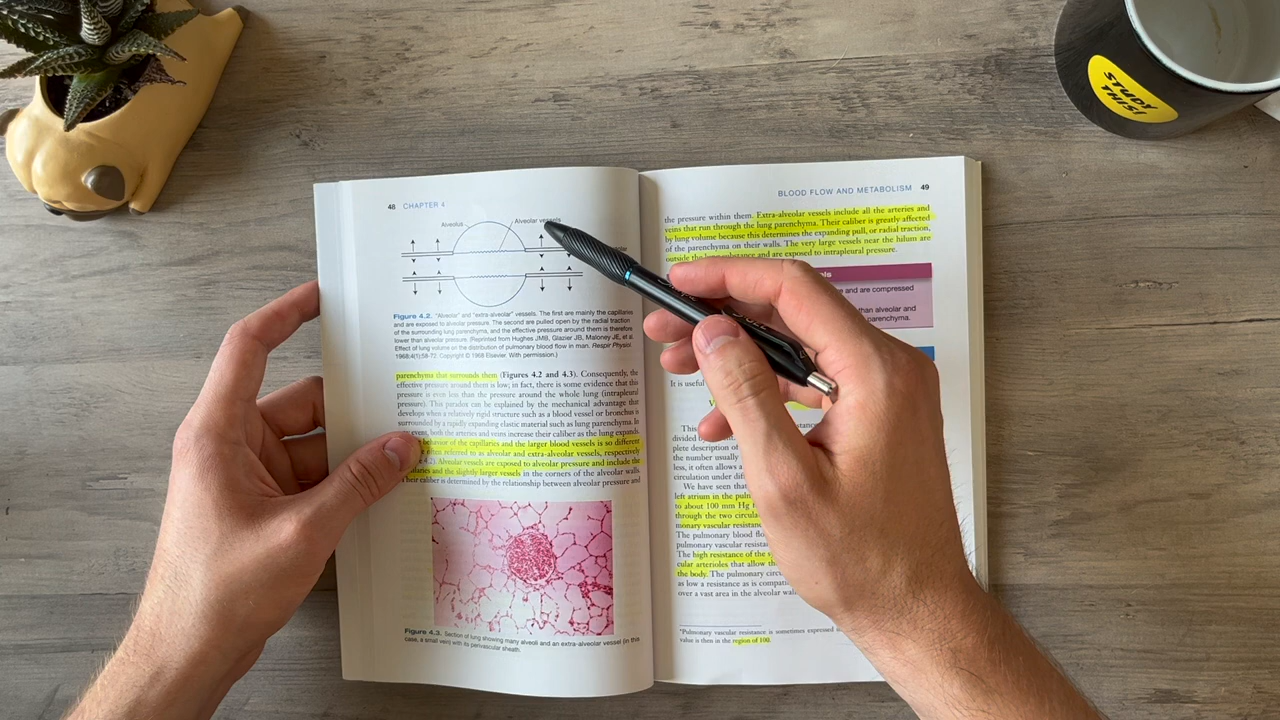 STUDY
THIS!
48 CHAPTER 4
Alveolus
Alveolar vessels
Figure 4.2. "Alveolar" and "extra-alveolar" vessels. The first are mainly the capillaries
and are exposed to alveolar pressure. The second are pulled open by the radial traction
of the surrounding lung parenchyma, and the effective pressure around them is therefore
lower than alveolar pressure. (Reprinted from Hughes JMB, Glazier JB, Maloney JE, et al.
Effect of lung volume on the distribution of pulmonary blood flow in man. Respir Physiol.
1968;4(1):58-72. Copyright © 1968 Elsevier. With permission.)
parenchyma that surrounds them (Figures 4.2 and 4.3). Consequently, the
effective pressure around them is low; in fact, there is some evidence that this
pressure is even less than the pressure around the whole lung (intrapleural
pressure). This paradox can be explained by the mechanical advantage that
develops when a relatively rigid structure such as a blood vessel or bronchus is
surrounded by a rapidly expanding elastic material such as lung parenchyma. In
event, both the arteries and veins increase their caliber as the lung expands.
behavior of the capillaries and the larger blood vessels is so different
often referred to as alveolar and extra-alveolar vessels, respectively
4.2). Alveolar vessels are exposed to alveolar pressure and include the
and the slightly larger vessels in the corners of the alveolar walls.
Their caliber is determined by the relationship between alveolar pressure and
Figure 4.3. Section of lung showing many alveoli and an extra-alveolar vessel (in this
case, a small vein) with its perivascular sheath.
BLOOD FLOW AND METABOLISM 49
the pressure within them. Extra-alveolar vessels include all the arteries and
veins that run through the lung parenchyma. Their caliber is greatly affected
by lung volume because this determines the expanding pull, or radial traction,
of the parenchyma on their walls. The very large vessels near the hilum are
outside the lung substance and are exposed to intrapleural pressure.
and are compressed
than alveolar and
parenchyma.
It is useful
This
divided
plete description of
the number usually
less, it often allows a
circulation under
We have seen that
left atrium in the
to about 100 mm Hg
through the two
monary vascular resistance
The pulmonary blood
pulmonary vascular
The high resistance of the
cular arterioles that allow
the body. The pulmonary
as low a resistance as is
over a vast area in the alveolar
*Pulmonary vascular resistance is sometimes expressed
value is then in the region of 100.